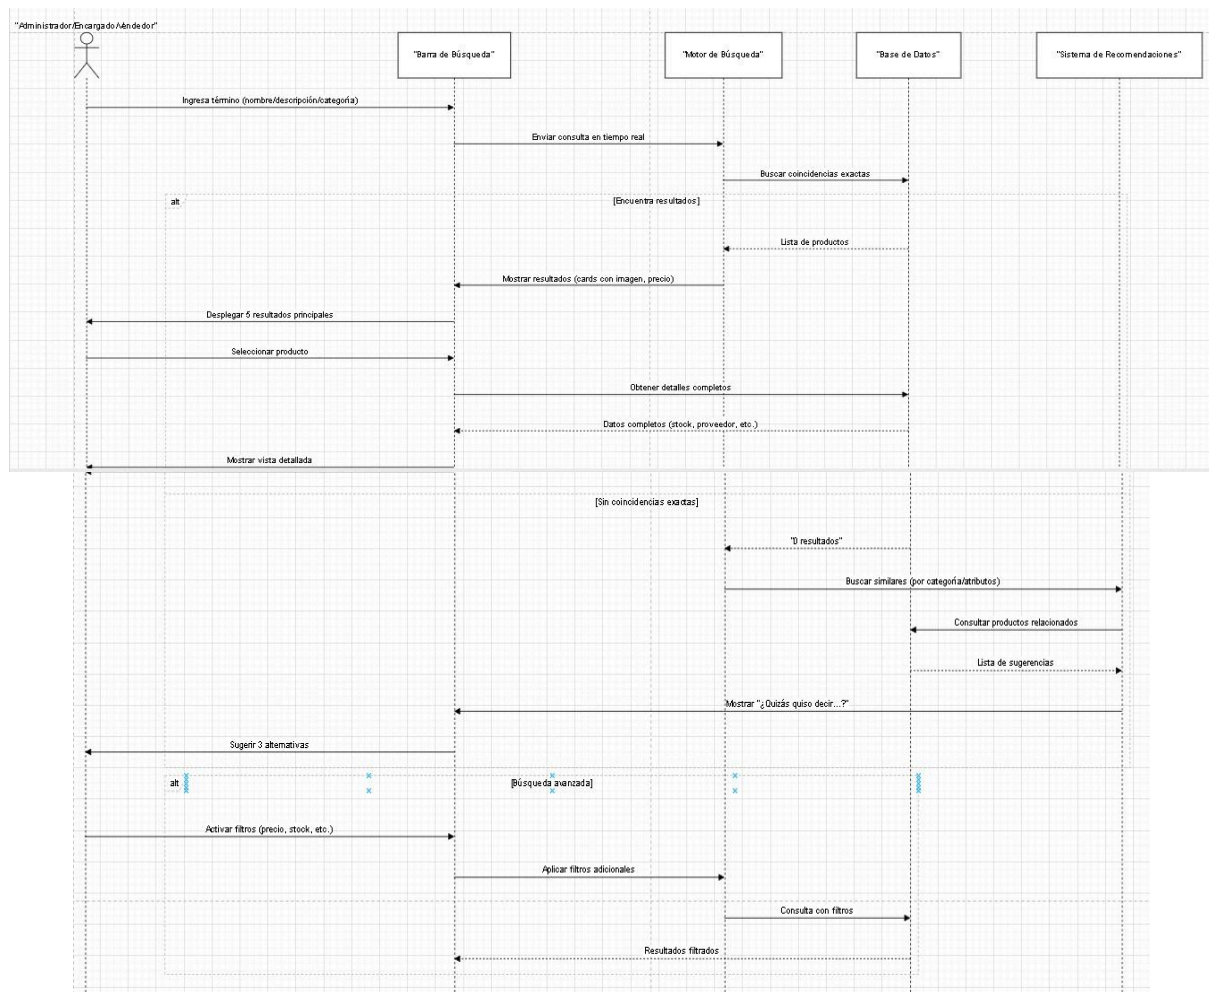 "Administrador/Encargado/Vendedor"
"Barra de Búsqueda"
"Motor de Búsqueda"
"Base de Datos"
"Sistema de Recomendaciones"
Ingresa término (nombre/descripción/categoría)
Enviar consulta en tiempo real
Buscar coincidencias exactas
alt
[Encuentra resultados]
Lista de productos
Mostrar resultados (cards con imagen, precio)
Desplegar 5 resultados principales
Seleccionar producto
Obtener detalles completos
Datos completos (stock, proveedor, etc.)
Mostrar vista detallada
[Sin coincidencias exactas]
"0 resultados"
Buscar similares (por categoría/atributos)
Consultar productos relacionados
Lista de sugerencias
Mostrar "¿Quizás quiso decir...?"
Sugerir 3 alternativas
alt
[Búsqueda avanzada]
Activar filtros (precio, stock, etc.)
Aplicar filtros adicionales
Consulta con filtros
Resultados filtrados